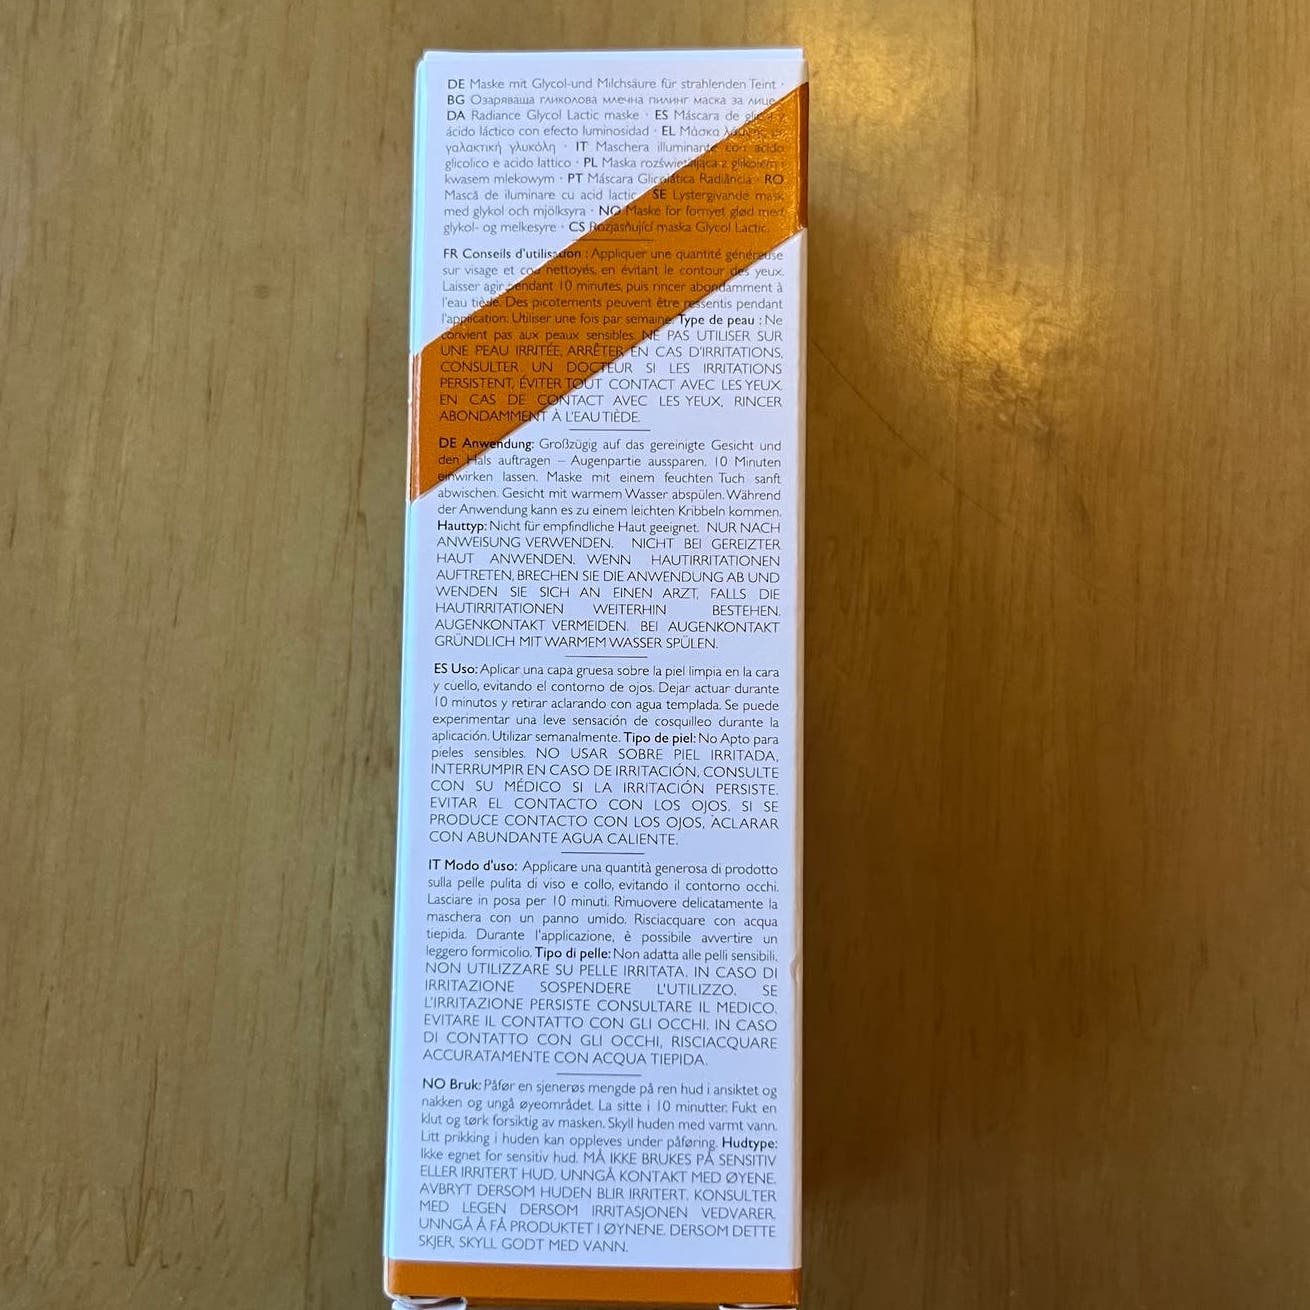 DE Maske mit Glycol-und Milchsäure für strahlenden Teint ·
BG Озаряваща гликолова млечна пилинг маска за лице
DA Radiance Glycol Lactic maske · ES Máscara de
ácido láctico con efecto luminosidad · EL Μάσκα
γαλακτική γλυκόλη · IT Maschera illuminante con acido
glicolico e acido lattico · PL Maska rozświetlająca z glikolem i
kwasem mlekowym · PT Máscara Glicolática Radiância · RO
Mască de iluminare cu acid lactic · SE Lystergivande mask
med glykol och mjölksyra · NO Maske for fornyet glød med
glykol- og melkesyre · CS Rozjasňující maska Glycol Lactic.
FR Conseils d'utilisation : Appliquer une quantité généreuse
sur visage et cou nettoyés, en évitant le contour des yeux.
Laisser agir pendant 10 minutes, puis rincer abondamment à
l'eau tiède. Des picotements peuvent être ressentis pendant
l'application. Utiliser une fois par semaine. Type de peau : Ne
convient pas aux peaux sensibles. NE PAS UTILISER SUR
UNE PEAU IRRITÉE, ARRÊTER EN CAS D'IRRITATIONS,
CONSULTER UN DOCTEUR SI LES IRRITATIONS
PERSISTENT, ÉVITER TOUT CONTACT AVEC LES YEUX.
EN CAS DE CONTACT AVEC LES YEUX, RINCER
ABONDAMMENT À L'EAU TIÈDE.
DE Anwendung: Großzügig auf das gereinigte Gesicht und
den Hals auftragen – Augenpartie aussparen. 10 Minuten
einwirken lassen. Maske mit einem feuchten Tuch sanft
abwischen. Gesicht mit warmem Wasser abspülen. Während
der Anwendung kann es zu einem leichten Kribbeln kommen.
Hauttyp: Nicht für empfindliche Haut geeignet. NUR NACH
ANWEISUNG VERWENDEN. NICHT BEI GEREIZTER
HAUT ANWENDEN. WENN HAUTIRRITATIONEN
AUFTRETEN, BRECHEN SIE DIE ANWENDUNG AB UND
WENDEN SIE SICH AN EINEN ARZT, FALLS DIE
HAUTIRRITATIONEN WEITERHIN BESTEHEN.
AUGENKONTAKT VERMEIDEN. BEI AUGENKONTAKT
GRÜNDLICH MIT WARMEM WASSER SPÜLEN.
ES Uso: Aplicar una capa gruesa sobre la piel limpia en la cara
y cuello, evitando el contorno de ojos. Dejar actuar durante
10 minutos y retirar aclarando con agua templada. Se puede
experimentar una leve sensación de cosquilleo durante la
aplicación. Utilizar semanalmente. Tipo de piel: No Apto para
pieles sensibles. NO USAR SOBRE PIEL IRRITADA,
INTERRUMPIR EN CASO DE IRRITACIÓN, CONSULTE
CON SU MÉDICO SI LA IRRITACIÓN PERSISTE.
EVITAR EL CONTACTO CON LOS OJOS. SI SE
PRODUCE CONTACTO CON LOS OJOS, ACLARAR
CON ABUNDANTE AGUA CALIENTE.
IT Modo d'uso: Applicare una quantità generosa di prodotto
sulla pelle pulita di viso e collo, evitando il contorno occhi.
Lasciare in posa per 10 minuti. Rimuovere delicatamente la
maschera con un panno umido. Risciacquare con acqua
tiepida. Durante l'applicazione, è possibile avvertire un
leggero formicolio. Tipo di pelle: Non adatta alle pelli sensibili.
NON UTILIZZARE SU PELLE IRRITATA. IN CASO DI
IRRITAZIONE SOSPENDERE L'UTILIZZO. SE
L'IRRITAZIONE PERSISTE CONSULTARE IL MEDICO.
EVITARE IL CONTATTO CON GLI OCCHI. IN CASO
DI CONTATTO CON GLI OCCHI, RISCIACQUARE
ACCURATAMENTE CON ACQUA TIEPIDA.
NO Bruk: Påfør en sjenerøs mengde på ren hud i ansiktet og
nakken og ungå øyeområdet. La sitte i 10 minutter. Fukt en
klut og tørk forsiktig av masken. Skyll huden med varmt vann.
Litt prikking i huden kan oppleves under påføring. Hudtype:
Ikke egnet for sensitiv hud. MÅ IKKE BRUKES PÅ SENSITIV
ELLER IRRITERT HUD. UNNGÅ KONTAKT MED ØYENE.
AVBRYT DERSOM HUDEN BLIR IRRITERT. KONSULTER
MED LEGEN DERSOM IRRITASJONEN VEDVARER.
UNNGÅ Å FÅ PRODUKTET I ØYNENE. DERSOM DETTE
SKJER, SKYLL GODT MED VANN.